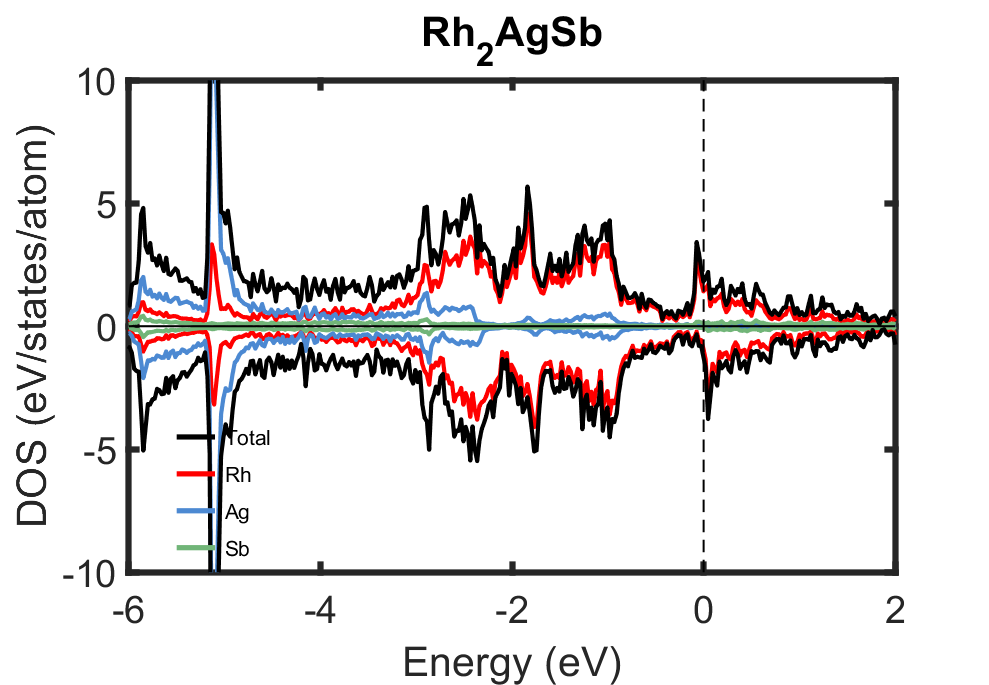 Rh2AgSb
DOS (eV/states/atom)
10
5
0
-5
-10
Total
Rh
Ag
Sb
-6
-4
-2
0
2
Energy (eV)